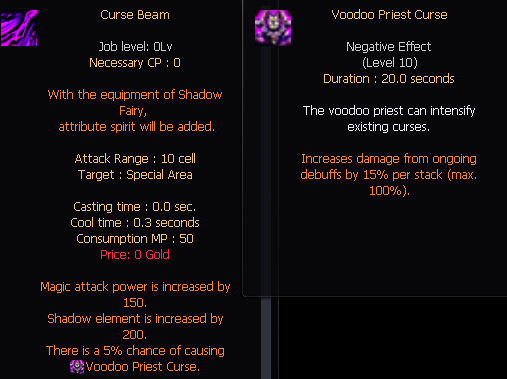 Curse Beam
Job level: 0Lv
Necessary CP : 0
With the equipment of Shadow
Fairy,
attribute spirit will be added.
Attack Range : 10 cell
Target : Special Area
Casting time : 0.0 sec.
Cool time : 0.3 seconds
Consumption MP : 50
Price: 0 Gold
Magic attack power is increased by
150.
Shadow element is increased by
200.
There is a 5% chance of causing
Voodoo Priest Curse.
Voodoo Priest Curse
Negative Effect
(Level 10)
Duration : 20.0 seconds
The voodoo priest can intensify
existing curses.
Increases damage from ongoing
debuffs by 15% per stack (max.
100%).